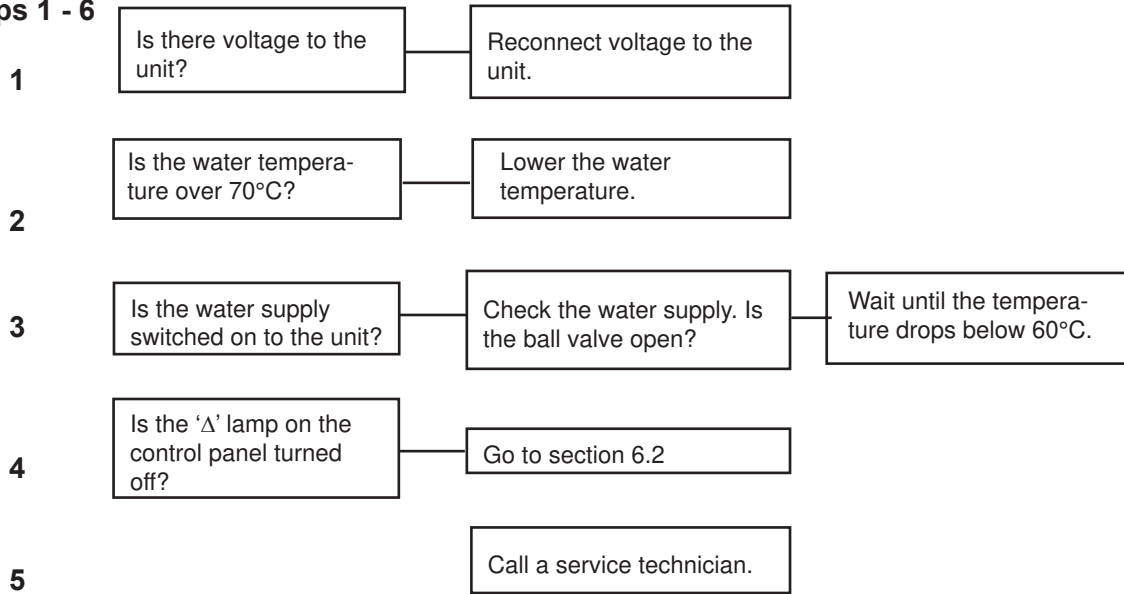 ps 1 - 6
1
Is there voltage to the
unit?
Reconnect voltage to the
unit.
2
Is the water tempera-
ture over 70°C?
Lower the water
temperature.
3
Is the water supply
switched on to the unit?
Check the water supply. Is
the ball valve open?
Wait until the tempera-
ture drops below 60°C.
4
Is the ‘Δ’ lamp on the
control panel turned
off?
Go to section 6.2
5
Call a service technician.